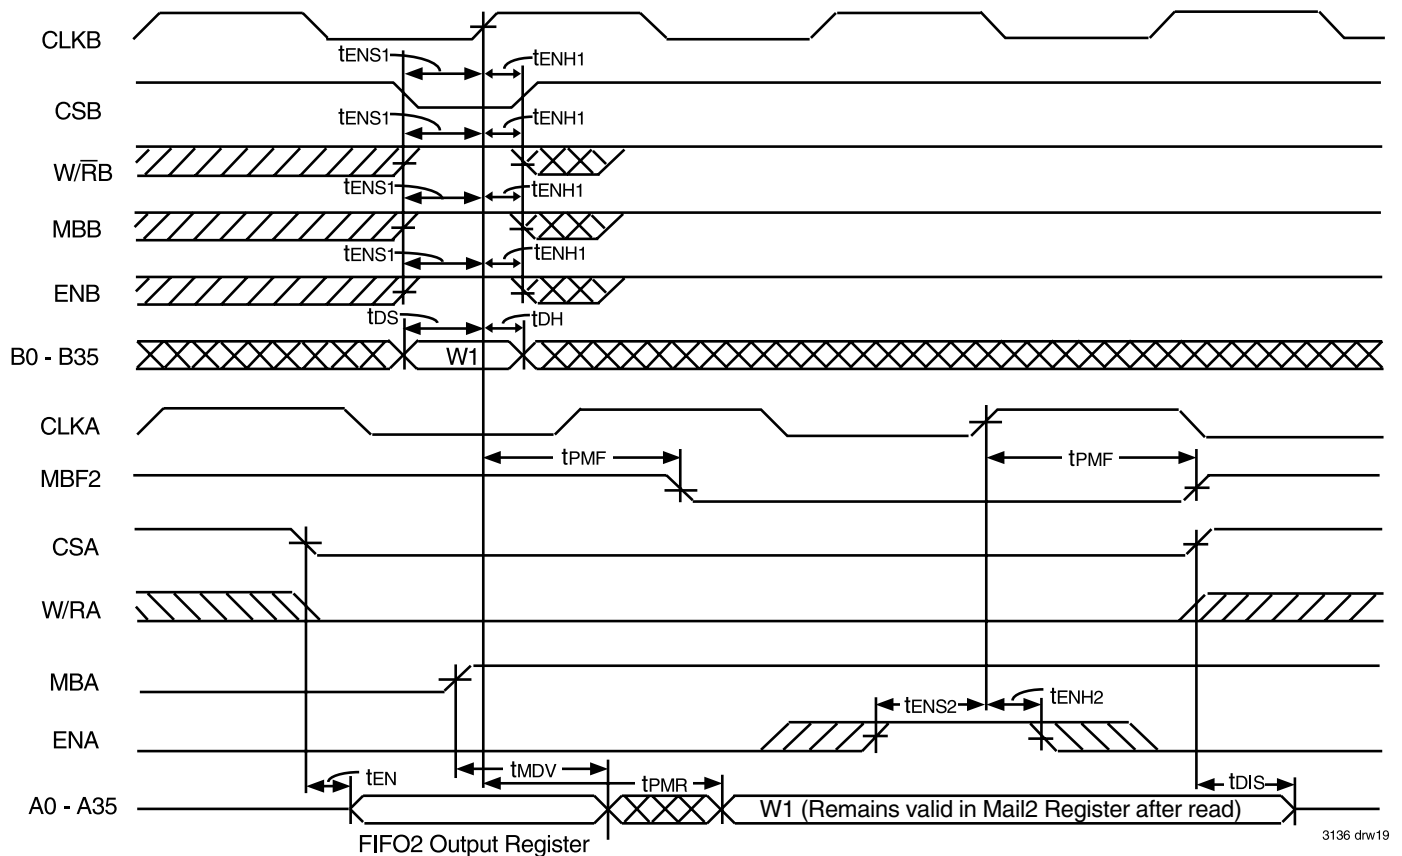 CLKB
tENS1
tENH1
CSB
tENS1
tENH1
W/R̅B
tENS1
tENH1
MBB
tENS1
tENH1
ENB
tDS
tDH
B0 - B35
W1
CLKA
tPMF
tPMF
MBF2
CSA
W/RA
MBA
tENS2
tENH2
ENA
tEN
tMDV
tPMR
tDIS
A0 - A35
W1 (Remains valid in Mail2 Register after read)
FIFO2 Output Register
3136 drw19